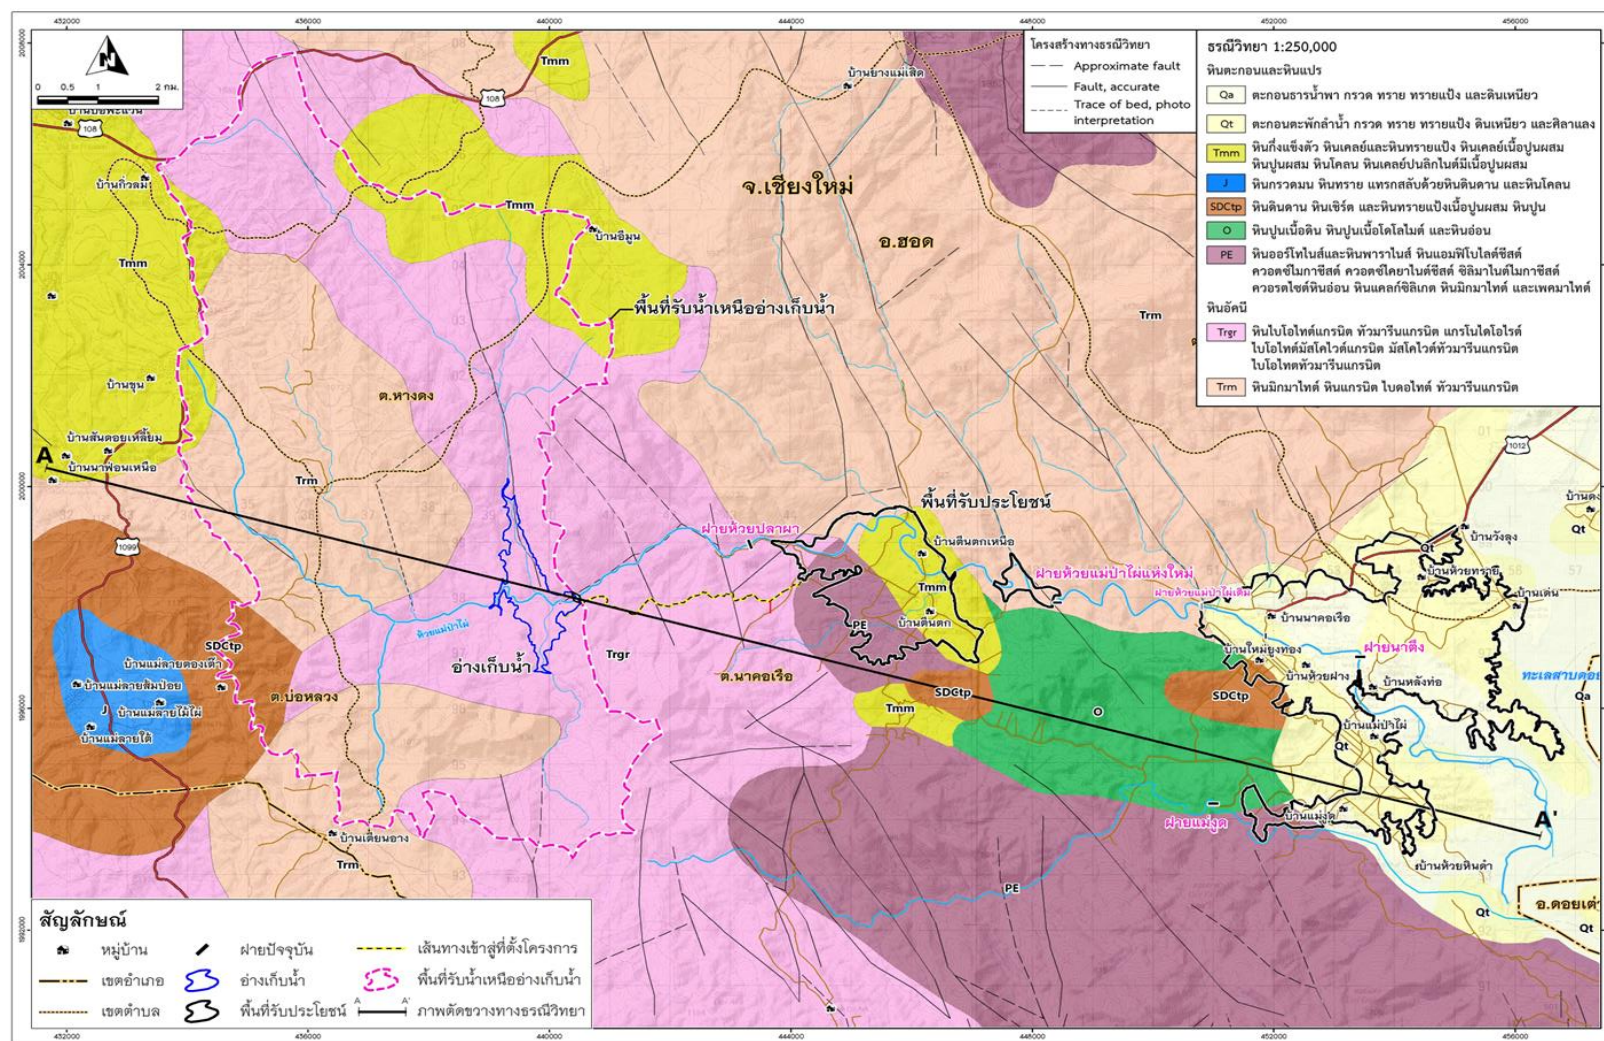 432000 436000 440000 444000 448000 452000 456000
2008000
N
0 0.5 1 2 กม.
โครงสร้างทางธรณีวิทยา
Approximate fault
Fault, accurate
Trace of bed, photo
interpretation
ธรณีวิทยา 1:250,000
หินตะกอนและหินแปร
Qa ตะกอนธารน้ำพา กรวด ทราย ทรายแป้ง และดินเหนียว
Qt ตะกอนตะพักลำน้ำ กรวด ทราย ทรายแป้ง ดินเหนียว และศิลาแลง
Tmm หินกึ่งแข็งตัว หินเคลย์และหินทรายแป้ง หินเคลย์เนื้อปูนผสม
หินปูนผสม หินโคลน หินเคลย์ปนลิกไนต์มีเนื้อปูนผสม
J หินกรวดมน หินทราย แทรกสลับด้วยหินดินดาน และหินโคลน
SDCtp หินดินดาน หินเชิร์ต และหินทรายแป้งเนื้อปูนผสม หินปูน
O หินปูนเนื้อดิน หินปูนเนื้อโดโลไมต์ และหินอ่อน
PE หินออร์โทไนส์และหินพาราไนส์ หินแอมฟิโบไลต์ชีสต์
ควอตซ์ไมกาชีสต์ ควอตซ์ไคยาไนต์ชีสต์ ซิลิมาไนต์ไมกาชีสต์
ควอรตไซต์หินอ่อน หินแคลก์ซิลิเกต หินมิกมาไทต์ และเพคมาไทต์
หินอัคนี
Trgr หินไบโอไทต์แกรนิต ทัวมารีนแกรนิต แกรโนไดโอไรต์
ไบโอไทต์มัสโคไวต์แกรนิต มัสโคไวต์ทัวมารีนแกรนิต
ไบโอไทตทัวมารีนแกรนิต
Trm หินมิกมาไทต์ หินแกรนิต ไบดอไทต์ ทัวมารีนแกรนิต
Tmm
บ้านยางแม่เลิด
108
108
บ้านกิ่วลม
จ.เชียงใหม่
Tmm
บ้านอีมูน
อ.ฮอด
2004000
Tmm
พื้นที่รับน้ำเหนืออ่างเก็บน้ำ
Trm
บ้านขุน
ต.หางดง
บ้านสันดอยเหลี้ยม
1012
A
บ้านนาฟ่อนเหนือ
Trm
2000000
พื้นที่รับประโยชน์
Qt
ฝายห้วยปลาผา
บ้านวังลุง
1099
บ้านตีนตกเหนือ
Qt
ฝายห้วยแม่ป่าไผ่แห่งใหม่
บ้านห้วยทราย
Tmm
ฝายห้วยแม่ป่าไผ่เดิม
บ้านเด่น
บ้านนาคอเรือ
PE
บ้านตีนตก
ห้วยแม่ป่าไผ่
SDCtp
Trgr
บ้านใหม่ยูงทอง
ฝายนาตึง
บ้านแม่ลายตองเต๊า
อ่างเก็บน้ำ
ต.นาคอเรือ
บ้านห้วยฝาง
บ้านหลังท่อ
บ้านแม่ลายส้มป่อย
ต.บ่อหลวง
SDCtp
SDCtp
Qa
J
บ้านแม่ลายไม้ไผ่
Tmm
O
1996000
บ้านแม่ป่าไผ่
บ้านแม่ลายใต้
Qt
บ้านเตียนอาง
ฝายแม่งูด
บ้านแม่งูด
A'
Trm
บ้านห้วยหินดำ
PE
Qt
Qt
1992000
สัญลักษณ์
หมู่บ้าน ฝายปัจจุบัน เส้นทางเข้าสู่ที่ตั้งโครงการ
เขตอำเภอ อ่างเก็บน้ำ พื้นที่รับน้ำเหนืออ่างเก็บน้ำ
เขตตำบล พื้นที่รับประโยชน์ A A' ภาพตัดขวางทางธรณีวิทยา
432000 436000 440000 444000 448000 452000 456000